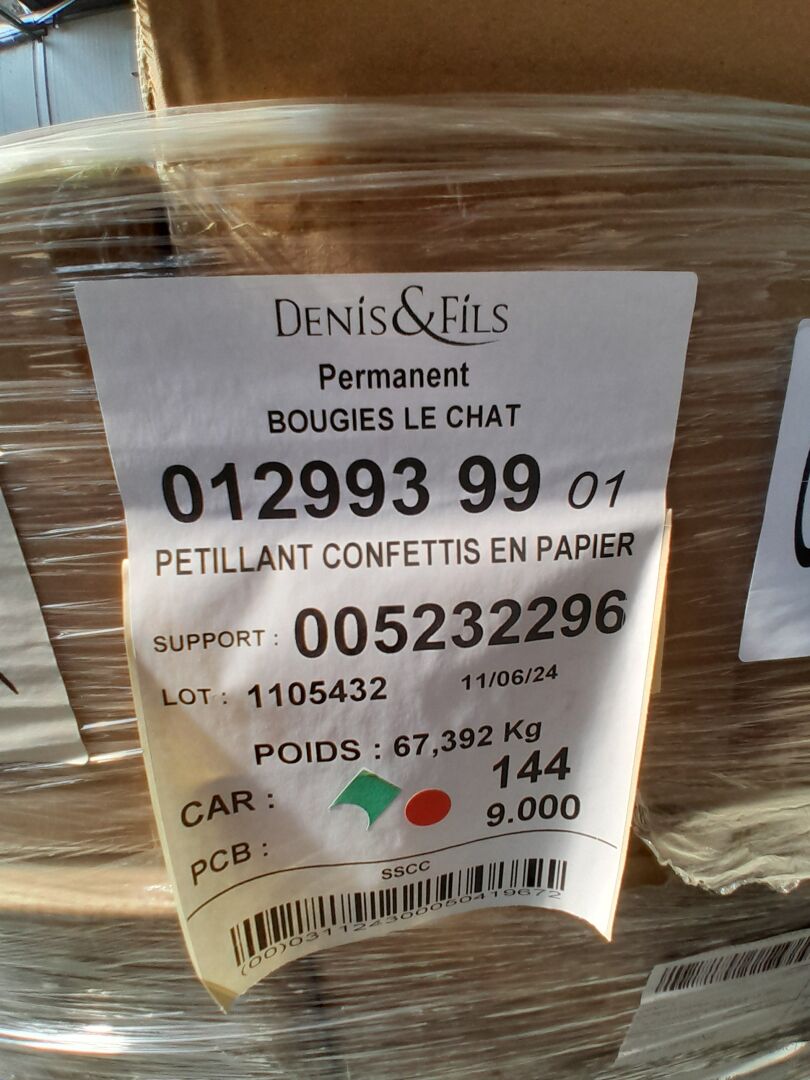 DENIS&FILS
Permanent
BOUGIES LE CHAT
012993 99 01
PETILLANT CONFETTIS EN PAPIER
SUPPORT : 005232296
LOT : 1105432 11/06/24
POIDS : 67,392 Kg
CAR : 144
PCB : 9.000
SSCC
(00)031124300050419672